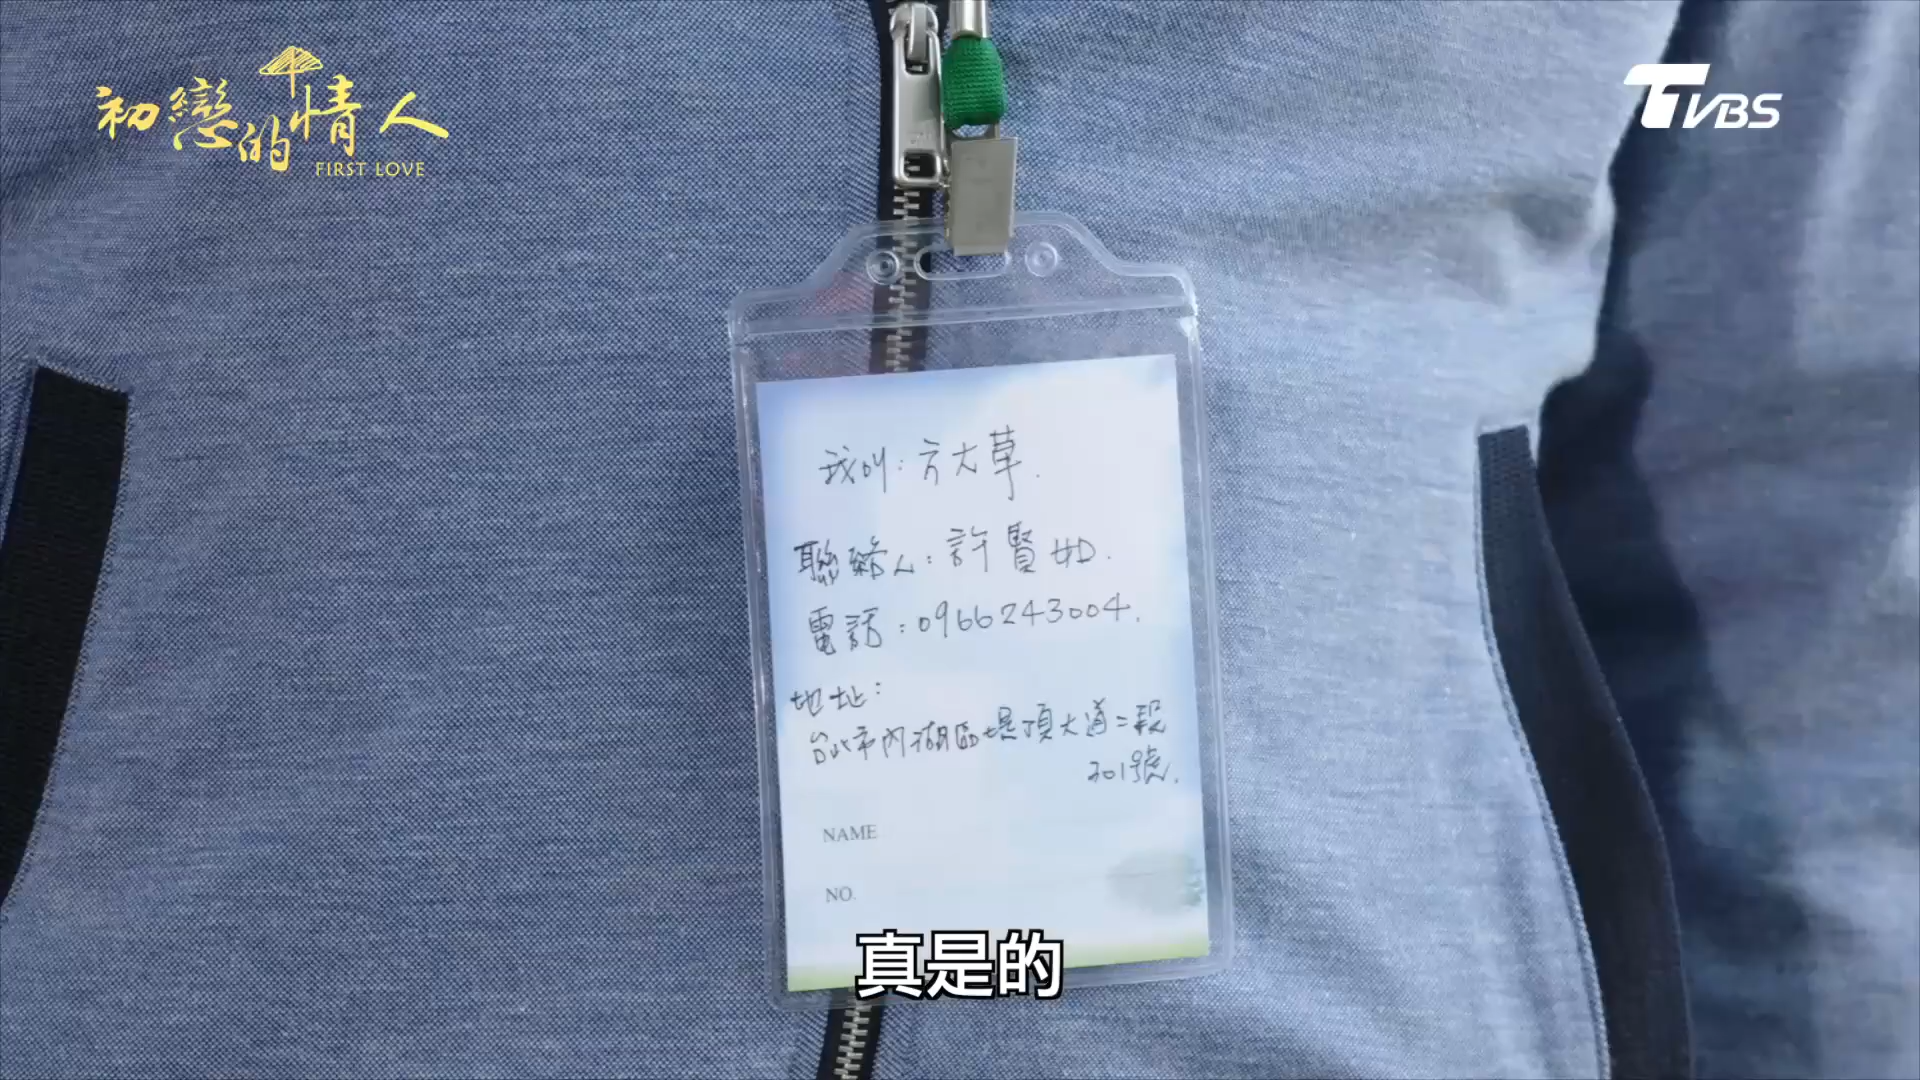 初戀的情人
FIRST LOVE
TVBS
我叫：方大草.
聯絡人：許賢如.
電話：0966243004.
地址：
台北市內湖區堤頂大道二段
301號.
NAME
NO.
真是的